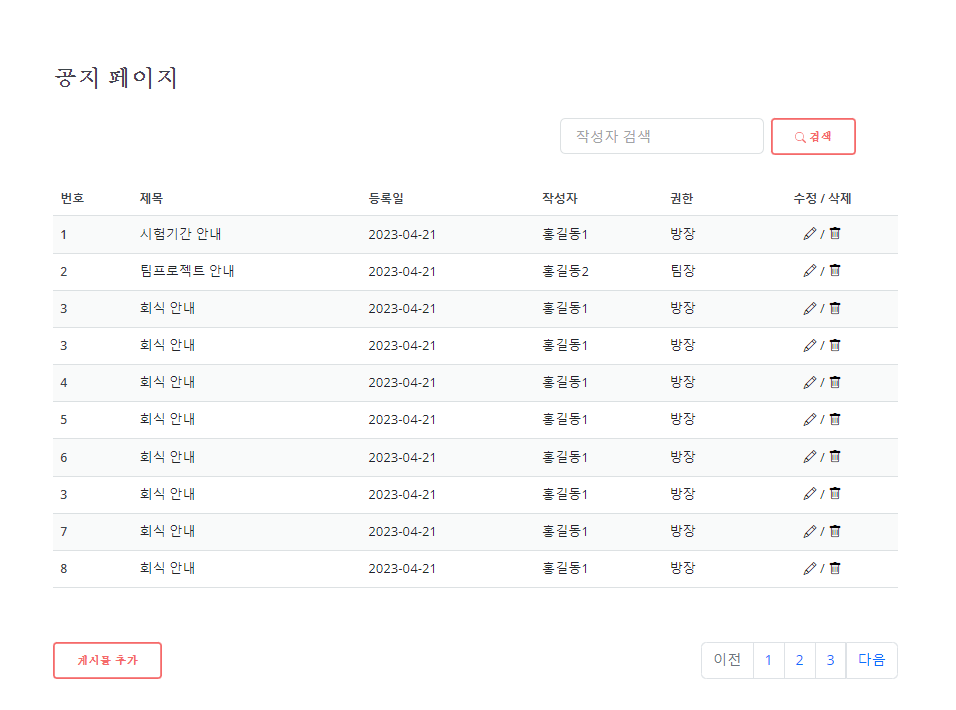 공지 페이지
작성자 검색 검색
번호 제목 등록일 작성자 권한 수정 / 삭제
1 시험기간 안내 2023-04-21 홍길동1 방장 /
2 팀프로젝트 안내 2023-04-21 홍길동2 팀장 /
3 회식 안내 2023-04-21 홍길동1 방장 /
3 회식 안내 2023-04-21 홍길동1 방장 /
4 회식 안내 2023-04-21 홍길동1 방장 /
5 회식 안내 2023-04-21 홍길동1 방장 /
6 회식 안내 2023-04-21 홍길동1 방장 /
3 회식 안내 2023-04-21 홍길동1 방장 /
7 회식 안내 2023-04-21 홍길동1 방장 /
8 회식 안내 2023-04-21 홍길동1 방장 /
게시물 추가 이전 1 2 3 다음